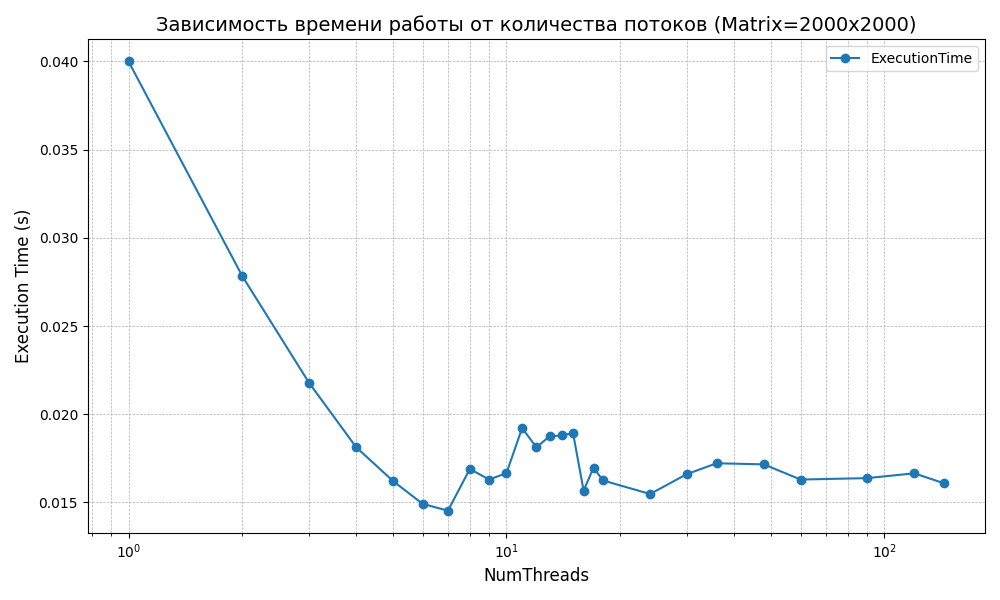 Зависимость времени работы от количества потоков (Matrix=2000x2000)
ExecutionTime
Execution Time (s)
0.040
0.035
0.030
0.025
0.020
0.015
10⁰
10¹
10²
NumThreads